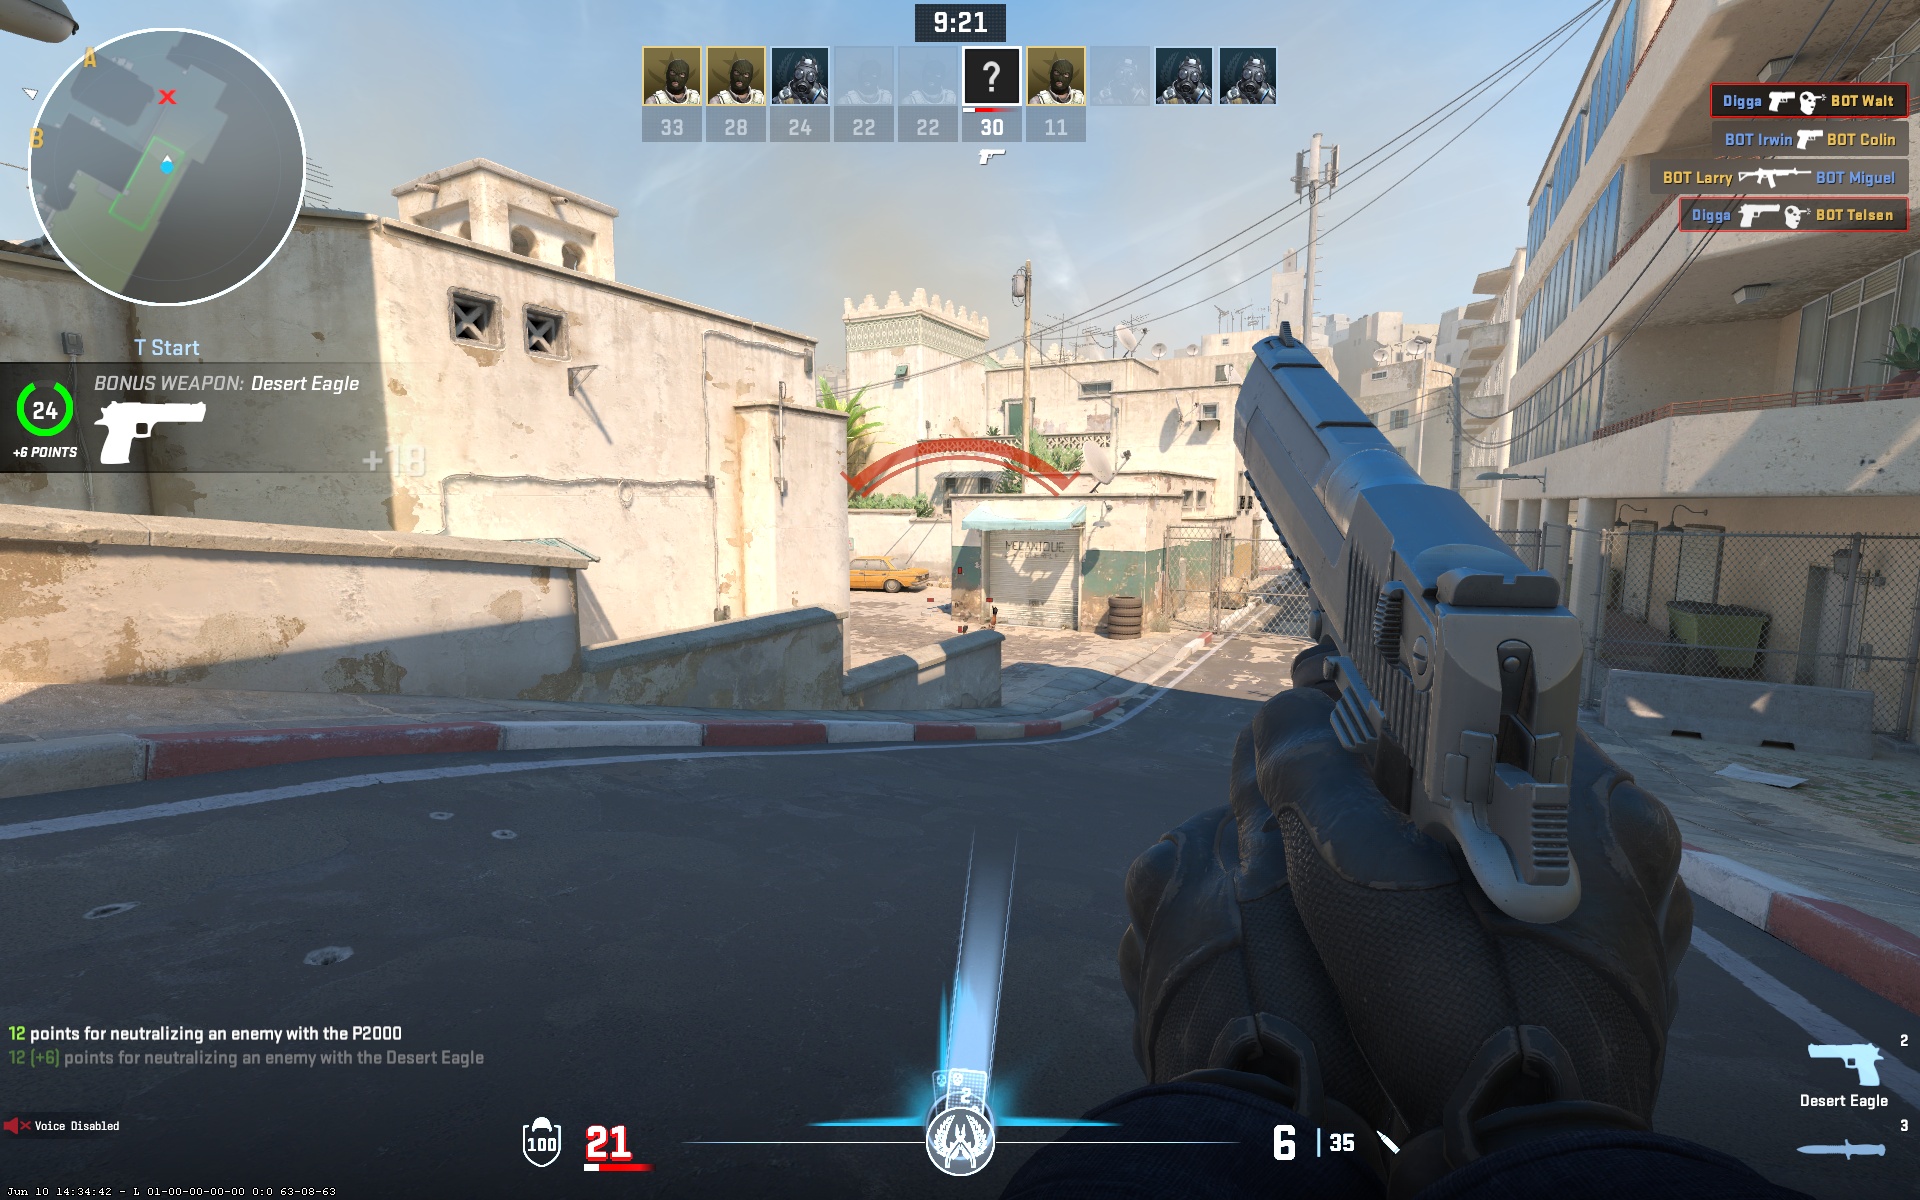 9:21
A
B
?
33
28
24
22
22
30
11
Digga BOT Walt
BOT Irwin BOT Colin
BOT Larry BOT Miguel
Digga BOT Telsen
T Start
BONUS WEAPON: Desert Eagle
24
+6 POINTS
+18
MECANIQUE
12 points for neutralizing an enemy with the P2000
12 (+6) points for neutralizing an enemy with the Desert Eagle
Voice Disabled
100
21
2
6 | 35
2
Desert Eagle
3
Jun 10 14:34:42 - L 01-00-00-00-00 0:0 63-08-63